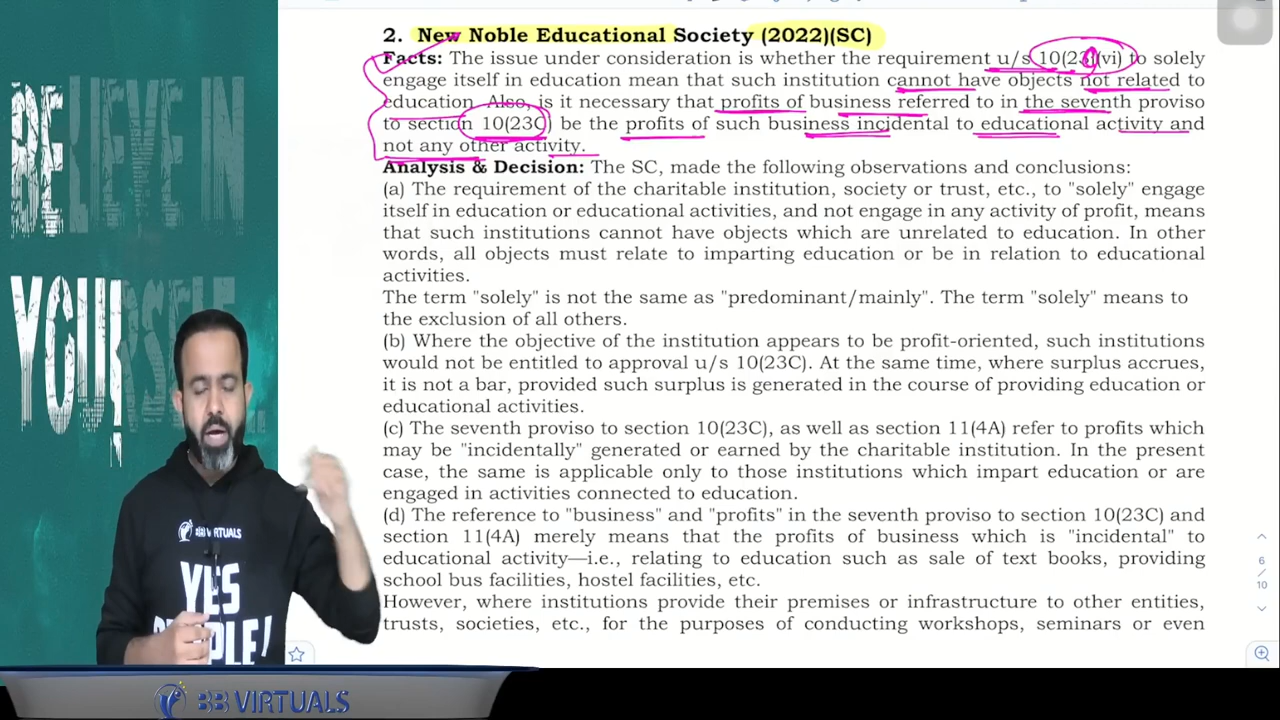 2. New Noble Educational Society (2022)(SC)
Facts: The issue under consideration is whether the requirement u/s 10(23C)(vi) to solely
engage itself in education mean that such institution cannot have objects not related to
education. Also, is it necessary that profits of business referred to in the seventh proviso
to section 10(23C) be the profits of such business incidental to educational activity and
not any other activity.
Analysis & Decision: The SC, made the following observations and conclusions:
(a) The requirement of the charitable institution, society or trust, etc., to "solely" engage
itself in education or educational activities, and not engage in any activity of profit, means
that such institutions cannot have objects which are unrelated to education. In other
words, all objects must relate to imparting education or be in relation to educational
activities.
The term "solely" is not the same as "predominant/mainly". The term "solely" means to
the exclusion of all others.
(b) Where the objective of the institution appears to be profit-oriented, such institutions
would not be entitled to approval u/s 10(23C). At the same time, where surplus accrues,
it is not a bar, provided such surplus is generated in the course of providing education or
educational activities.
(c) The seventh proviso to section 10(23C), as well as section 11(4A) refer to profits which
may be "incidentally" generated or earned by the charitable institution. In the present
case, the same is applicable only to those institutions which impart education or are
engaged in activities connected to education.
(d) The reference to "business" and "profits" in the seventh proviso to section 10(23C) and
section 11(4A) merely means that the profits of business which is "incidental" to
educational activity—i.e., relating to education such as sale of text books, providing
school bus facilities, hostel facilities, etc.
However, where institutions provide their premises or infrastructure to other entities,
trusts, societies, etc., for the purposes of conducting workshops, seminars or even
6
/
10
BELIEVE IN
YOURSELF.
BB VIRTUALS
YES
BB VIRTUALS